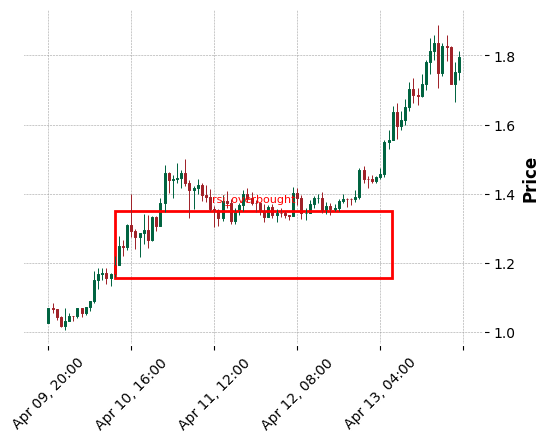 1.8
1.6
1.4
1.2
1.0
Price
rsi_overbought
Apr 09, 20:00
Apr 10, 16:00
Apr 11, 12:00
Apr 12, 08:00
Apr 13, 04:00